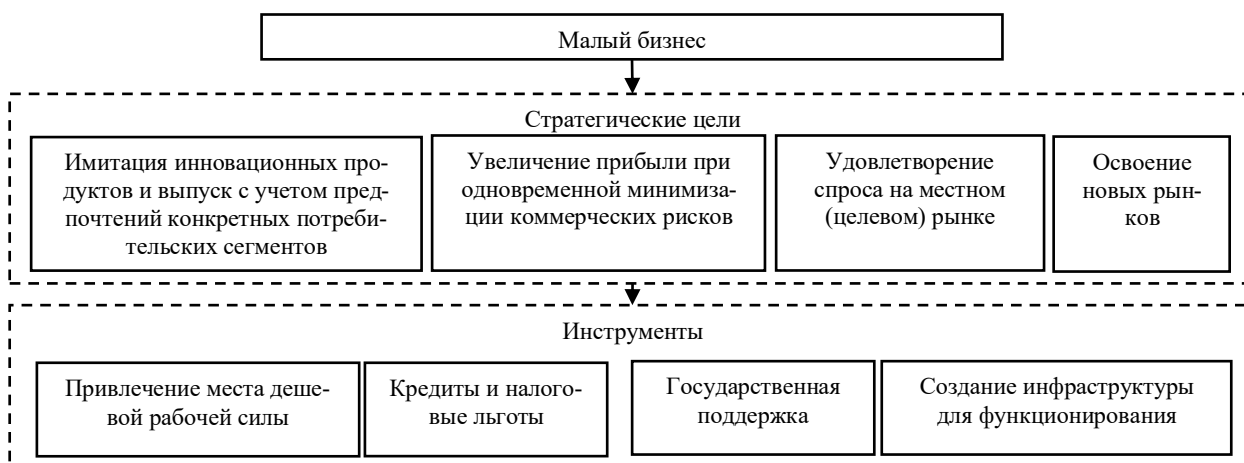 Малый бизнес
Стратегические цели
Имитация инновационных про-
дуктов и выпуск с учетом пред-
почтений конкретных потреби-
тельских сегментов
Увеличение прибыли при
одновременной минимиза-
ции коммерческих рисков
Удовлетворение
спроса на местном
(целевом) рынке
Освоение
новых рын-
ков
Инструменты
Привлечение места деше-
вой рабочей силы
Кредиты и налого-
вые льготы
Государственная
поддержка
Создание инфраструктуры
для функционирования